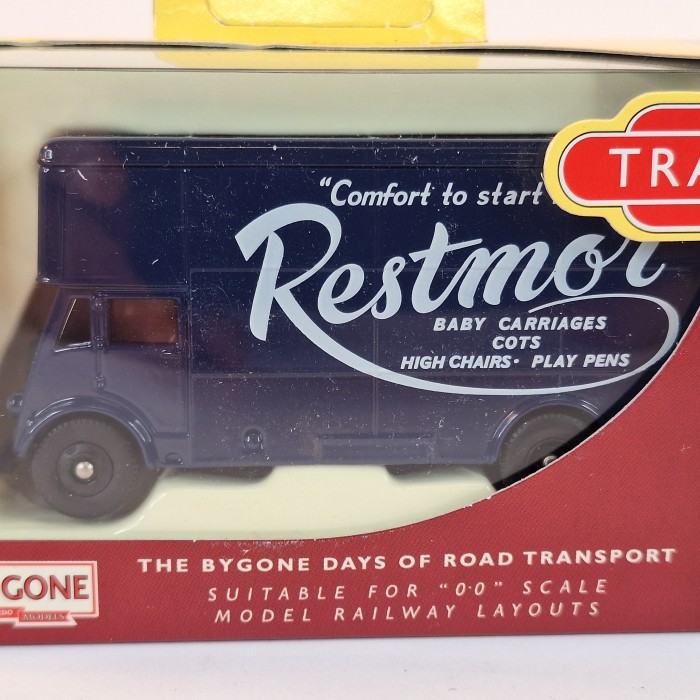 "Comfort to start
TRA
Restmor
BABY CARRIAGES
COTS
HIGH CHAIRS· PLAY PENS
GONE
MODELS
THE BYGONE DAYS OF ROAD TRANSPORT
SUITABLE FOR "0·0" SCALE
MODEL RAILWAY LAYOUTS